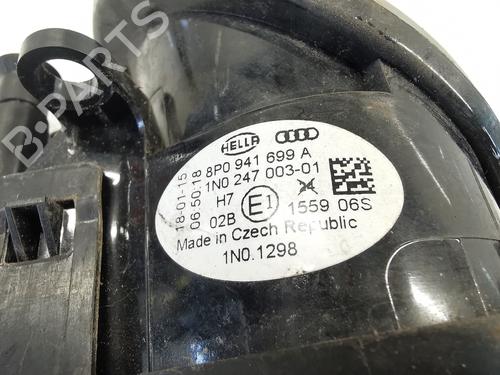 HELLA
8P0 941 699 A
1N0 247 003-01
18-01-15
06:50:18
H7
02B E1 1559 06S
Made in Czech Republic
1N0.1298
B-PARTS